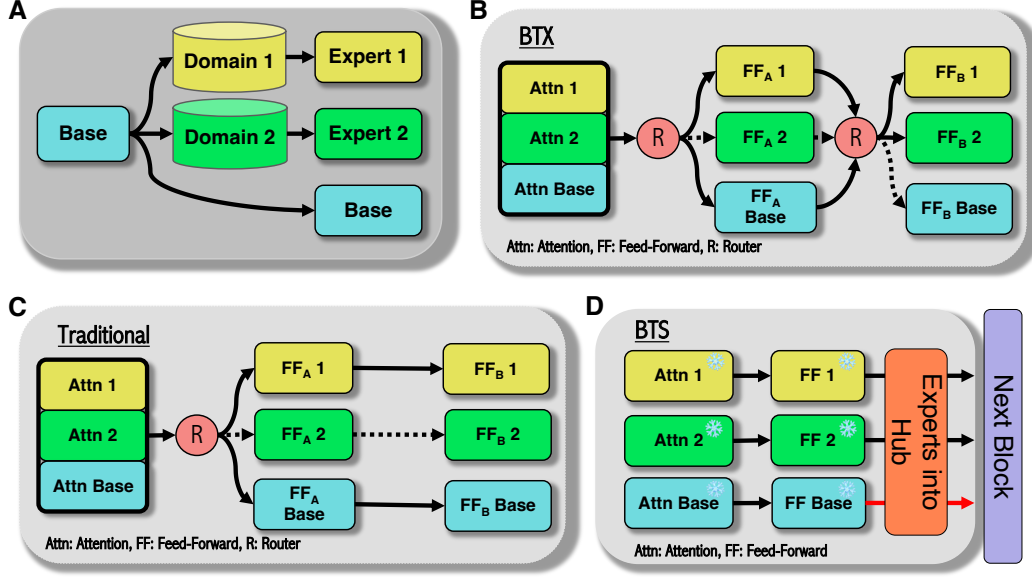 A
Domain 1
Expert 1
Base
Domain 2
Expert 2
Base
B
BTX
Attn 1
Attn 2
Attn Base
R
FFA 1
FFA 2
FFA
Base
R
FFB 1
FFB 2
FFB Base
Attn: Attention, FF: Feed-Forward, R: Router
C
Traditional
Attn 1
Attn 2
Attn Base
R
FFA 1
FFA 2
FFA
Base
FFB 1
FFB 2
FFB Base
Attn: Attention, FF: Feed-Forward, R: Router
D
BTS
Attn 1
FF 1
Attn 2
FF 2
Attn Base
FF Base
Experts into
Hub
Next Block
Attn: Attention, FF: Feed-Forward